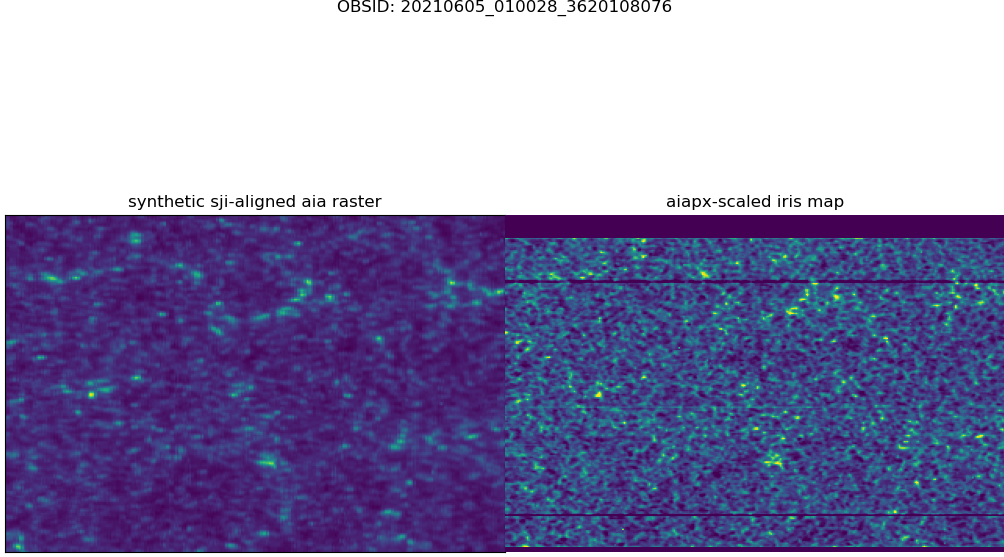 OBSID: 20210605_010028_3620108076
synthetic sji-aligned aia raster
aiapx-scaled iris map